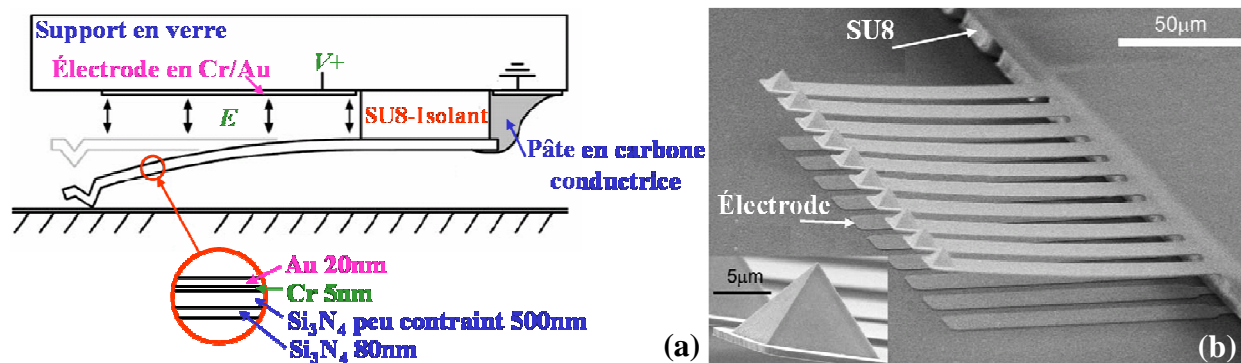 Support en verre
Électrode en Cr/Au
V+
E
SU8-Isolant
Pâte en carbone
conductrice
Au 20nm
Cr 5nm
Si₃N₄ peu contraint 500nm
Si₃N₄ 80nm
(a)
SU8
50µm
Électrode
5µm
(b)